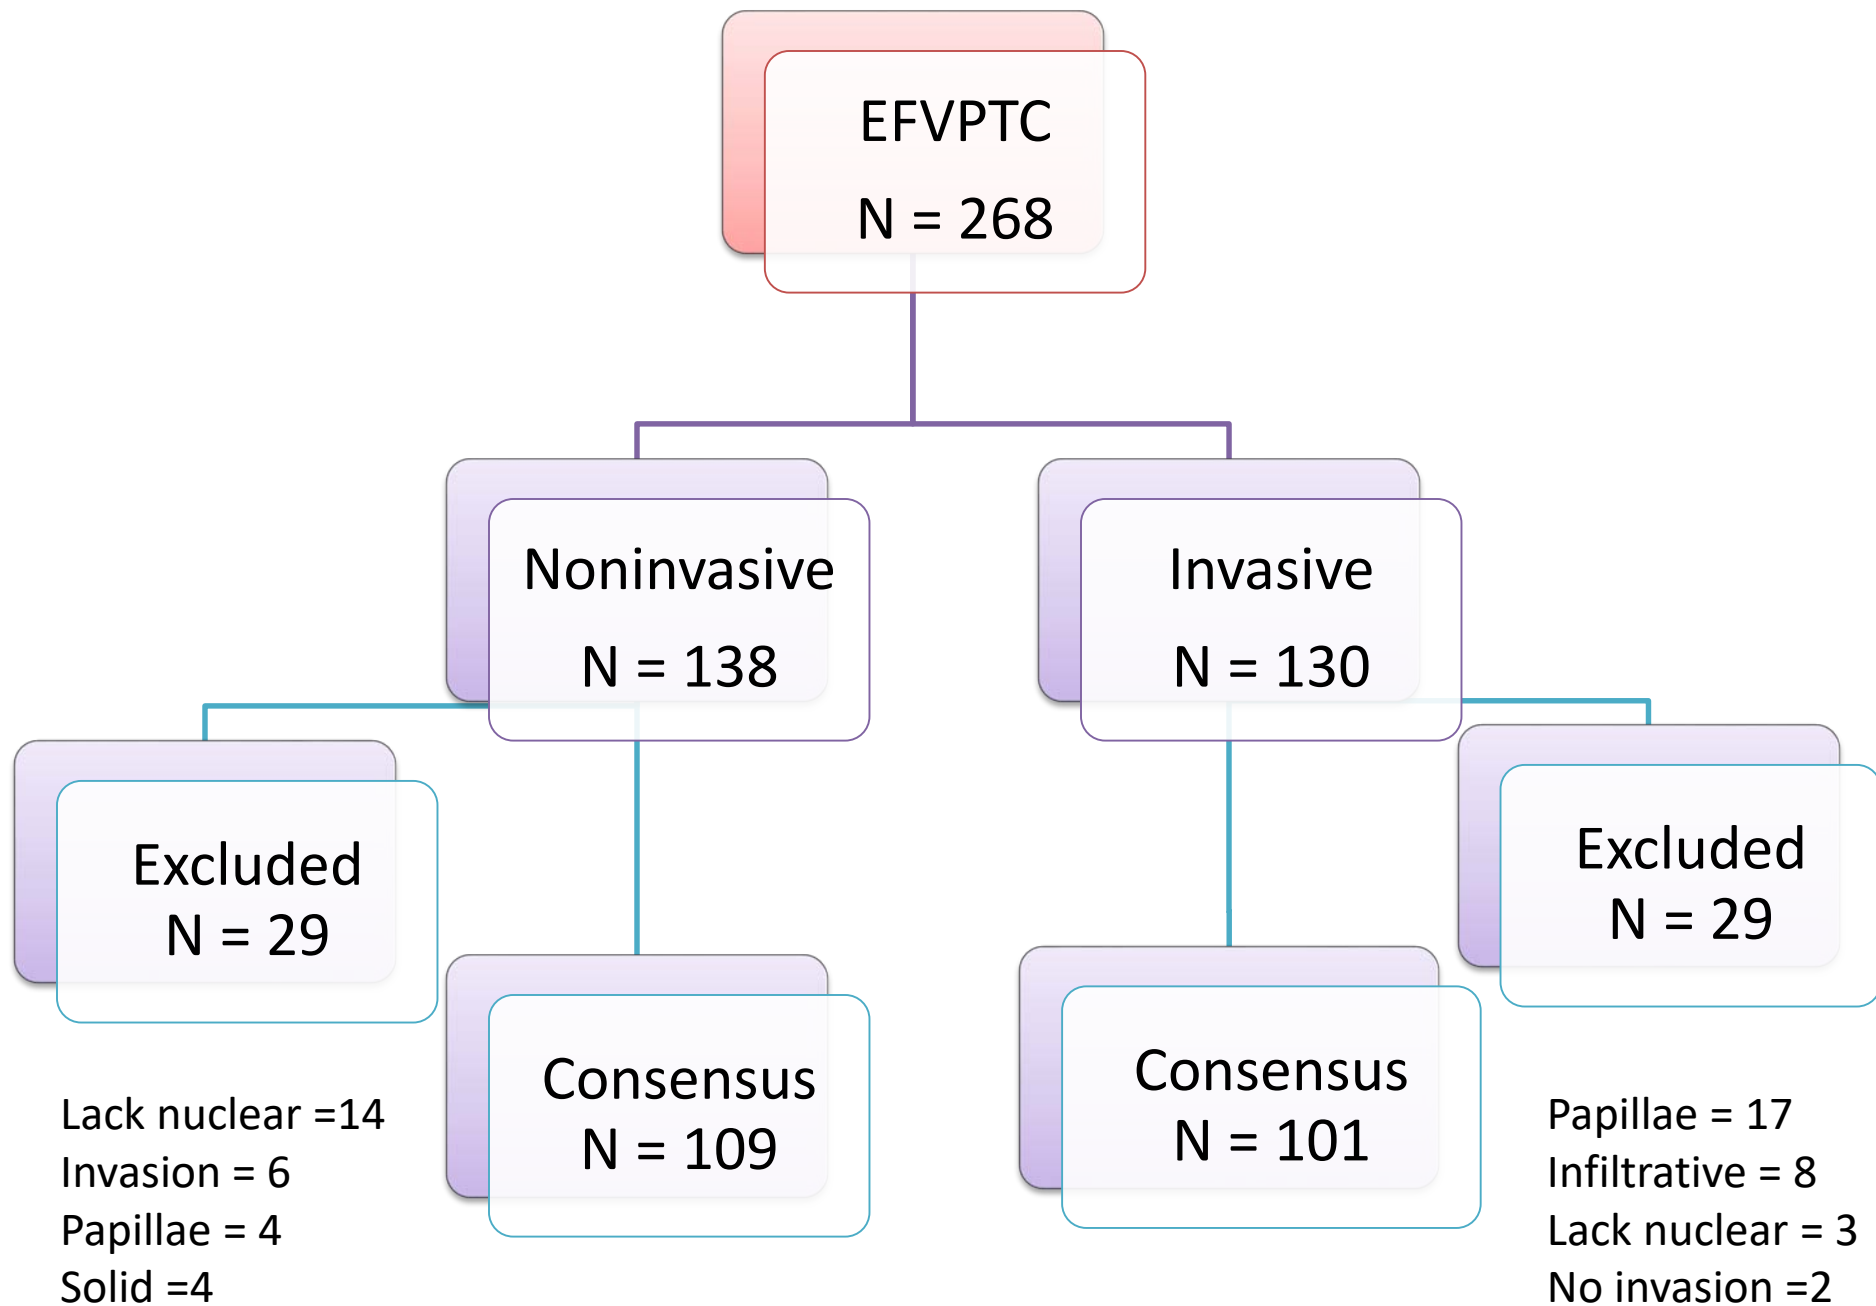 EFVPTC
N = 268
Noninvasive
N = 138
Invasive
N = 130
Excluded
N = 29
Consensus
N = 109
Consensus
N = 101
Excluded
N = 29
Lack nuclear =14
Invasion = 6
Papillae = 4
Solid =4
Papillae = 17
Infiltrative = 8
Lack nuclear = 3
No invasion =2